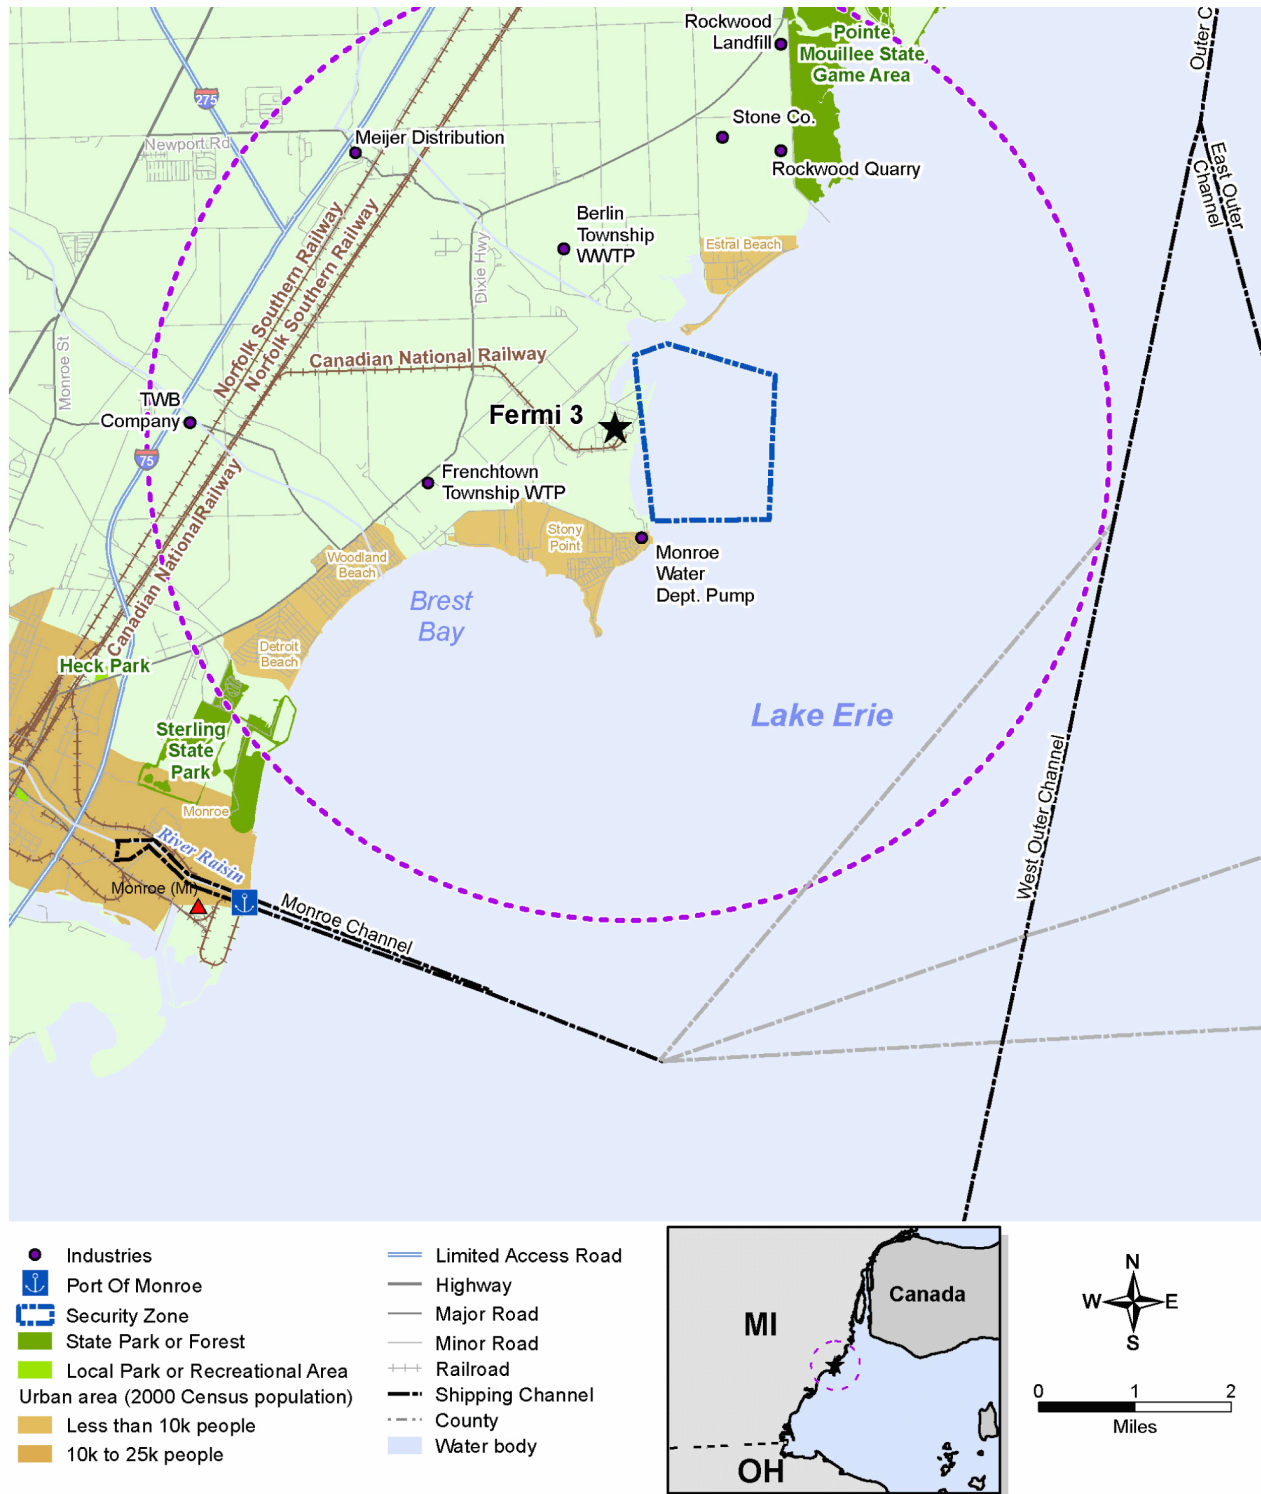 Rockwood
Landfill
Pointe
Mouillee State
Game Area
Outer C
275
Stone Co.
Newport Rd
Meijer Distribution
Rockwood Quarry
East Outer
Channel
Berlin
Township
WWTP
Estral Beach
Dixie Hwy
Norfolk Southern Railway
Norfolk Southern Railway
Monroe St
Canadian National Railway
TWB
Company
Fermi 3
75
Frenchtown
Township WTP
Canadian National Railway
Stony
Point
Woodland
Beach
Monroe
Water
Dept. Pump
Brest
Bay
Detroit
Beach
Heck Park
Lake Erie
Sterling
State
Park
West Outer Channel
Monroe
River Raisin
Monroe (MI)
Monroe Channel
Industries
Port Of Monroe
Security Zone
State Park or Forest
Local Park or Recreational Area
Urban area (2000 Census population)
Less than 10k people
10k to 25k people
Limited Access Road
Highway
Major Road
Minor Road
Railroad
Shipping Channel
County
Water body
MI
Canada
OH
N
W
E
S
0 1 2
Miles